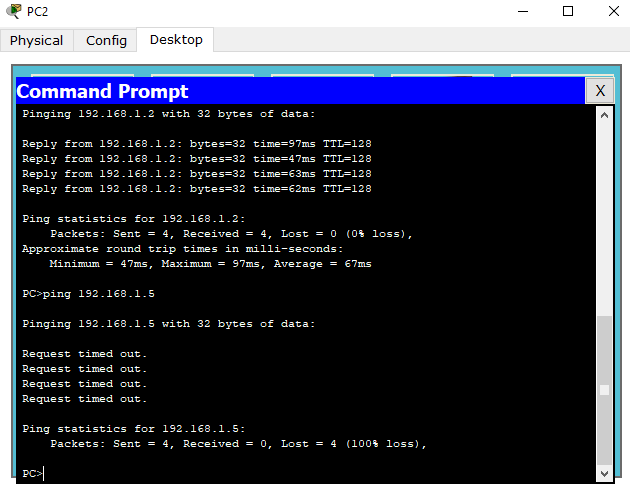 PC2
Physical Config Desktop
Command Prompt X
Pinging 192.168.1.2 with 32 bytes of data:
Reply from 192.168.1.2: bytes=32 time=97ms TTL=128
Reply from 192.168.1.2: bytes=32 time=47ms TTL=128
Reply from 192.168.1.2: bytes=32 time=63ms TTL=128
Reply from 192.168.1.2: bytes=32 time=62ms TTL=128
Ping statistics for 192.168.1.2:
    Packets: Sent = 4, Received = 4, Lost = 0 (0% loss),
Approximate round trip times in milli-seconds:
    Minimum = 47ms, Maximum = 97ms, Average = 67ms
PC>ping 192.168.1.5
Pinging 192.168.1.5 with 32 bytes of data:
Request timed out.
Request timed out.
Request timed out.
Request timed out.
Ping statistics for 192.168.1.5:
    Packets: Sent = 4, Received = 0, Lost = 4 (100% loss),
PC>